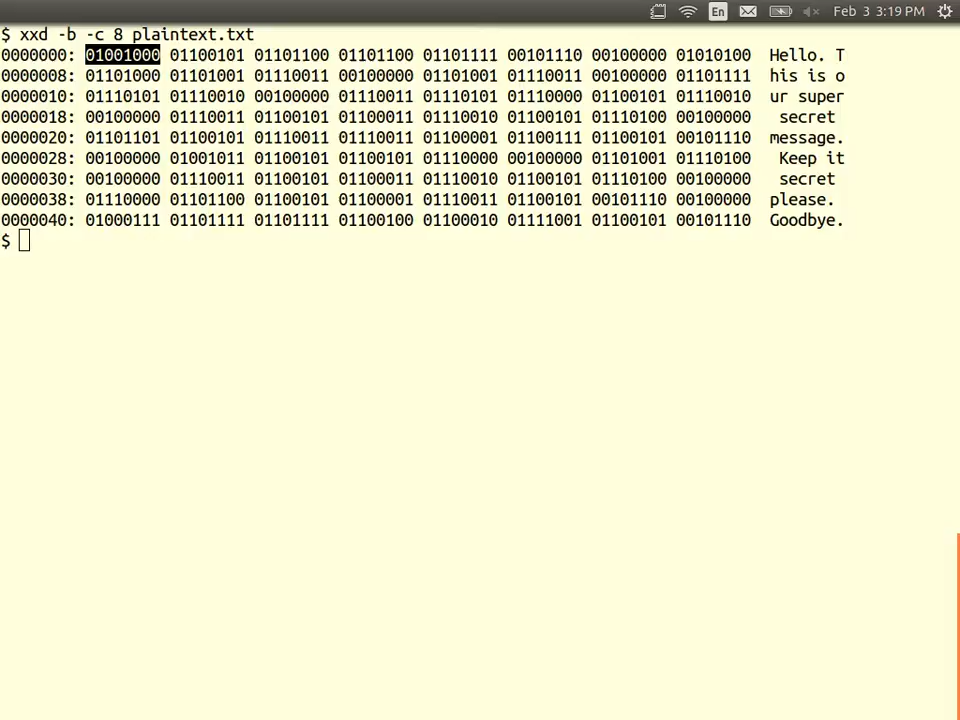 En Feb 3 3:19 PM
$ xxd -b -c 8 plaintext.txt
0000000: 01001000 01100101 01101100 01101100 01101111 00101110 00100000 01010100 Hello. T
0000008: 01101000 01101001 01110011 00100000 01101001 01110011 00100000 01101111 his is o
0000010: 01110101 01110010 00100000 01110011 01110101 01110000 01100101 01110010 ur super
0000018: 00100000 01110011 01100101 01100011 01110010 01100101 01110100 00100000  secret
0000020: 01101101 01100101 01110011 01110011 01100001 01100111 01100101 00101110 message.
0000028: 00100000 01001011 01100101 01100101 01110000 00100000 01101001 01110100  Keep it
0000030: 00100000 01110011 01100101 01100011 01110010 01100101 01110100 00100000  secret
0000038: 01110000 01101100 01100101 01100001 01110011 01100101 00101110 00100000 please.
0000040: 01000111 01101111 01101111 01100100 01100010 01111001 01100101 00101110 Goodbye.
$